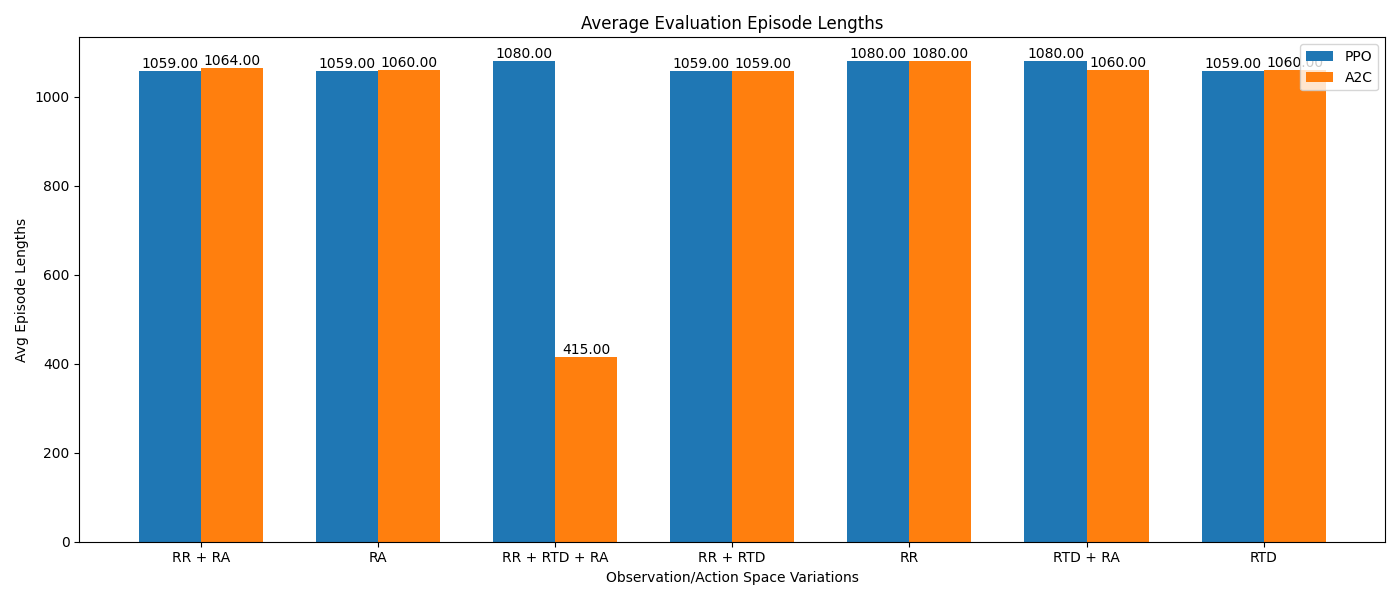 Average Evaluation Episode Lengths
1059.00 1064.00 1059.00 1060.00 1080.00 415.00 1059.00 1059.00 1080.00 1080.00 1080.00 1060.00 1059.00 1060.00
PPO
A2C
Avg Episode Lengths
1000
800
600
400
200
0
RR + RA RA RR + RTD + RA RR + RTD RR RTD + RA RTD
Observation/Action Space Variations